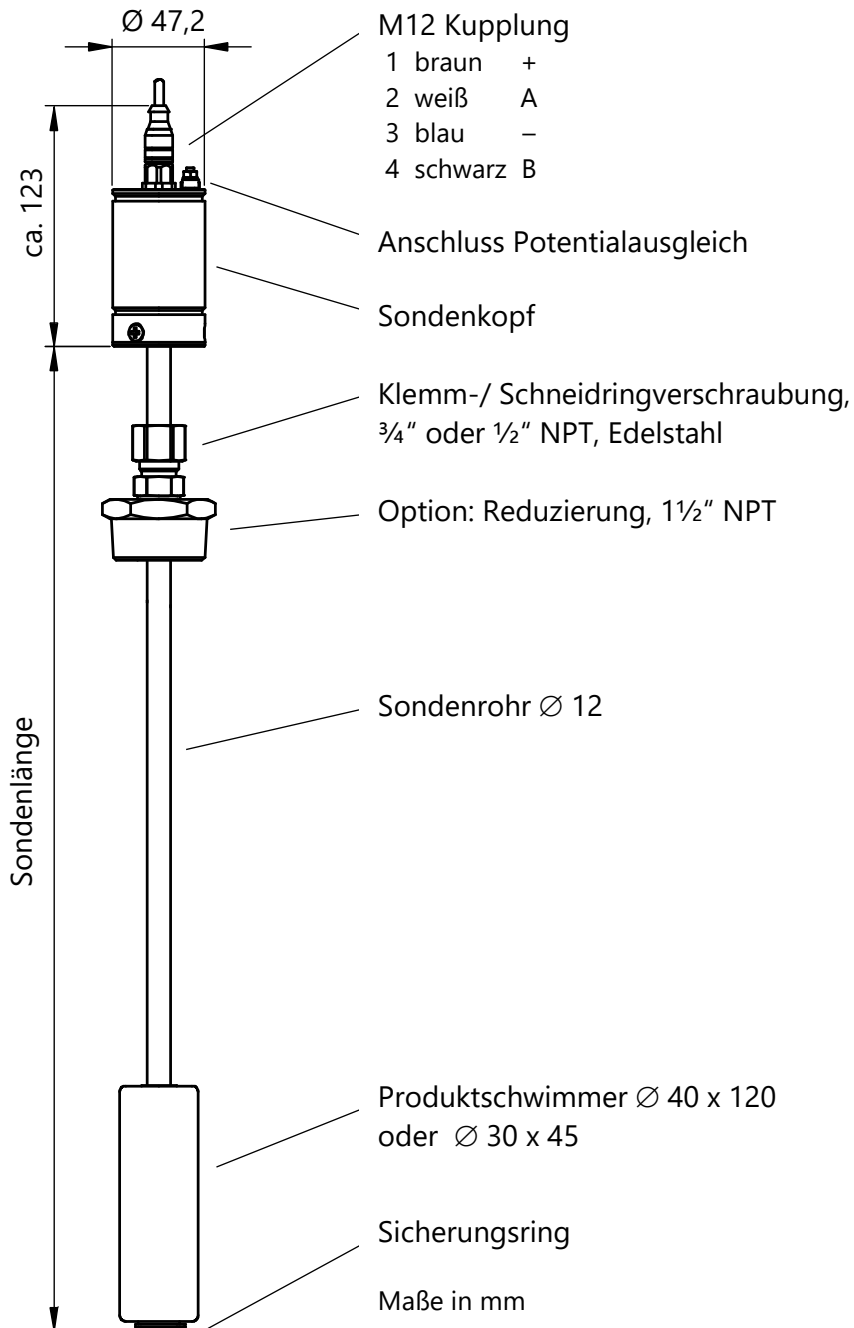 Ø 47,2
ca. 123
M12 Kupplung
1 braun +
2 weiß A
3 blau –
4 schwarz B
Anschluss Potentialausgleich
Sondenkopf
Klemm-/ Schneidringverschraubung,
¾“ oder ½“ NPT, Edelstahl
Option: Reduzierung, 1½“ NPT
Sondenrohr ∅ 12
Sondenlänge
Produktschwimmer ∅ 40 x 120
oder ∅ 30 x 45
Sicherungsring
Maße in mm